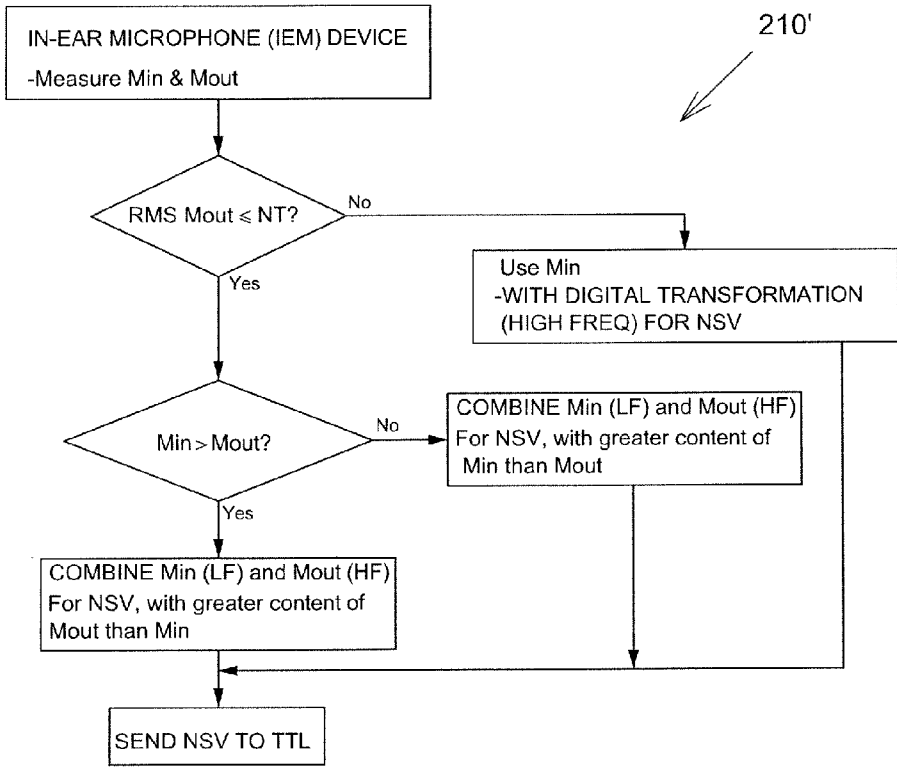 210'
IN-EAR MICROPHONE (IEM) DEVICE
-Measure Min & Mout
RMS Mout ≤ NT?
No
Yes
Use Min
-WITH DIGITAL TRANSFORMATION
(HIGH FREQ) FOR NSV
Min > Mout?
No
Yes
COMBINE Min (LF) and Mout (HF)
For NSV, with greater content of
Min than Mout
COMBINE Min (LF) and Mout (HF)
For NSV, with greater content of
Mout than Min
SEND NSV TO TTL